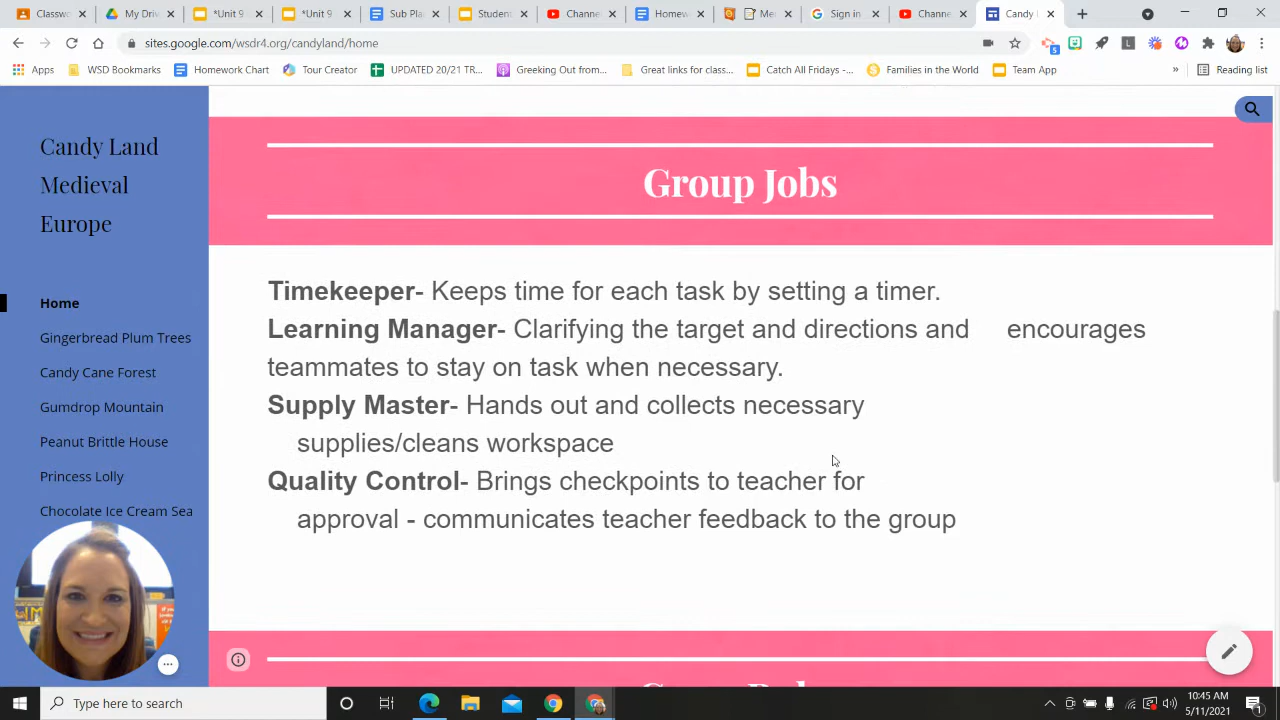 Classwo
My Driv
*Unit 9
*Unit 9
Sub Pla
Student
Channe
Homew
Me
Sign in
Channe
Candy L
sites.google.com/wsdr4.org/candyland/home
Apps
WSD Bookmarks
Homework Chart
Tour Creator
UPDATED 20/21 TR...
Greeking Out from...
Great links for class...
Catch All Fridays -...
Families in the World
Team App
»
Reading list
Candy Land
Medieval
Europe
Home
Gingerbread Plum Trees
Candy Cane Forest
Gumdrop Mountain
Peanut Brittle House
Princess Lolly
Chocolate Ice Cream Sea
Group Jobs
Timekeeper- Keeps time for each task by setting a timer.
Learning Manager- Clarifying the target and directions and encourages
teammates to stay on task when necessary.
Supply Master- Hands out and collects necessary
supplies/cleans workspace
Quality Control- Brings checkpoints to teacher for
approval - communicates teacher feedback to the group
Type here to search
10:45 AM
5/11/2021